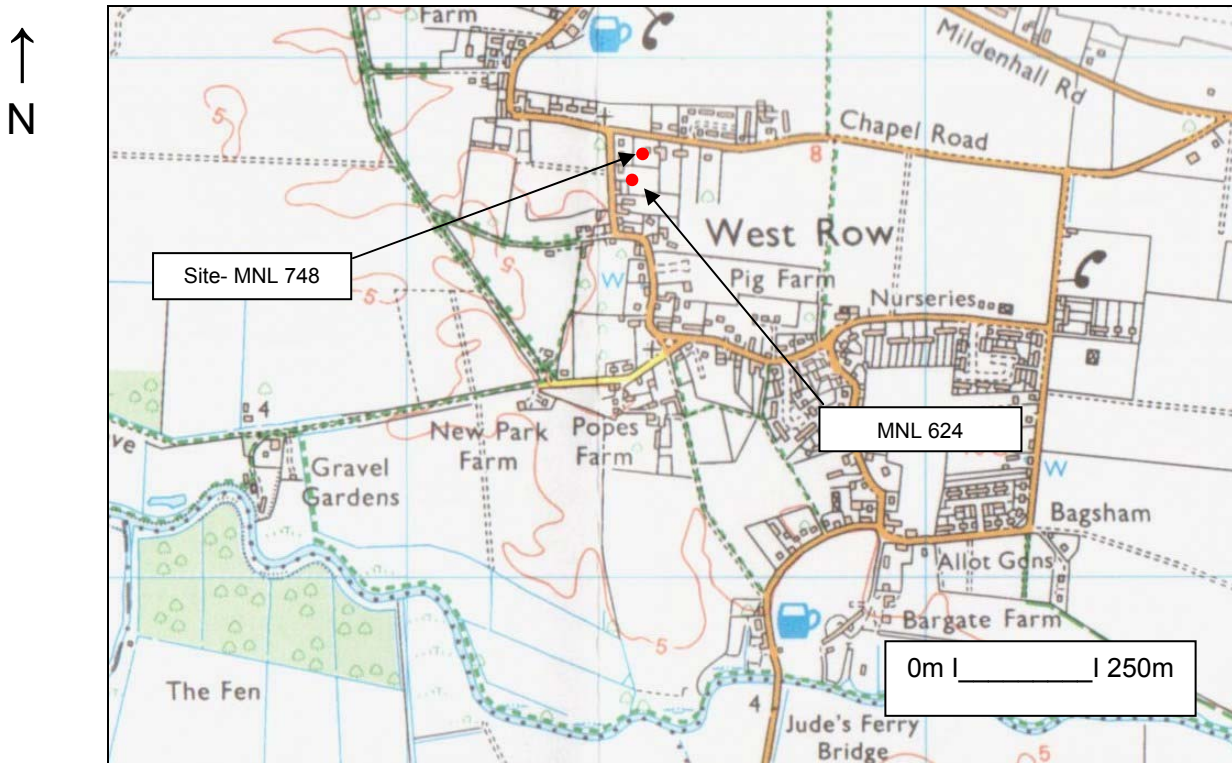 N
Farm
Mildenhall Rd
5
Chapel Road
8
West Row
Site- MNL 748
5
5
W
Pig Farm
Nurseries
MNL 624
4
New Park
Farm
Popes
Farm
Gravel
Gardens
W
Bagsham
Allot Gdns
Bargate Farm
5
0m I_________I 250m
The Fen
4
Jude's Ferry
Bridge
5